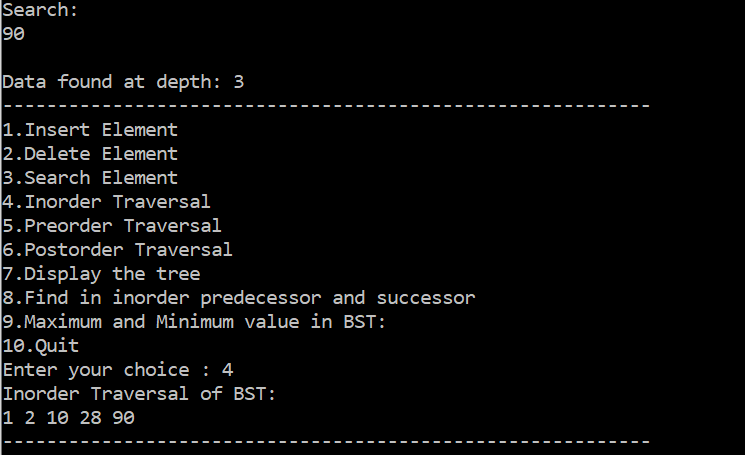 Search:
90
Data found at depth: 3
-----------------------------------------------------------
1.Insert Element
2.Delete Element
3.Search Element
4.Inorder Traversal
5.Preorder Traversal
6.Postorder Traversal
7.Display the tree
8.Find in inorder predecessor and successor
9.Maximum and Minimum value in BST:
10.Quit
Enter your choice : 4
Inorder Traversal of BST:
1 2 10 28 90
-----------------------------------------------------------